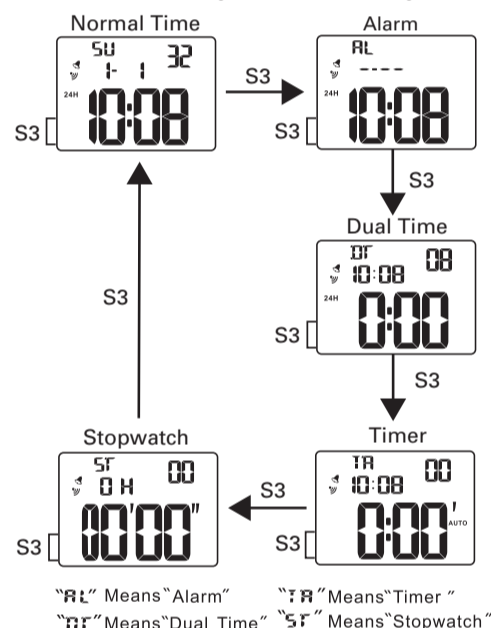 Normal Time
SU 32
1- 1
24H
10:08
S3
S3
Alarm
AL
----
24H
10:08
S3
S3
Dual Time
DT 08
10:08
24H
0:00
S3
S3
Timer
TR 00
10:08
0:00'
AUTO
S3
S3
Stopwatch
ST 00
0 H
00'00"
S3
S3
"AL" Means "Alarm" "TR" Means "Timer "
"DT" Means "Dual Time" "ST" Means "Stopwatch"